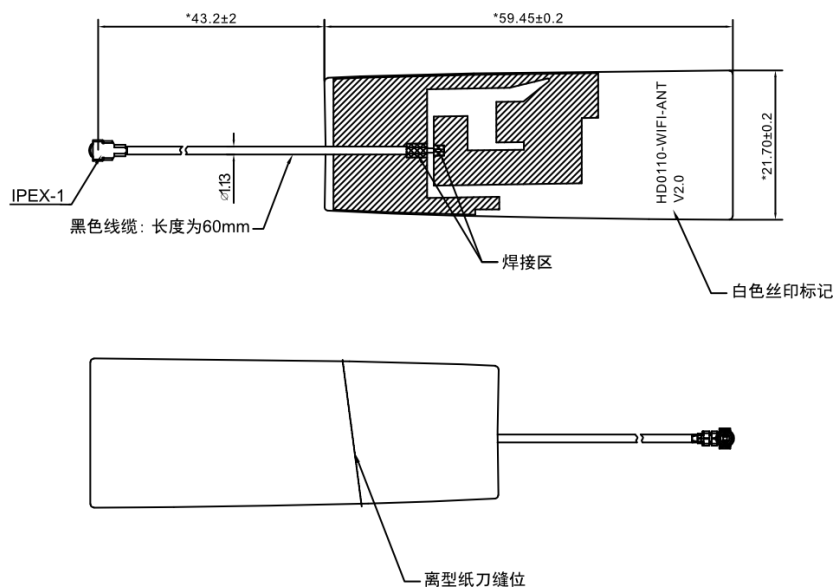 *43.2±2
*59.45±0.2
HD0110-WIFI-ANT
V2.0
*21.70±0.2
IPEX-1
⌀1.13
黑色线缆：长度为60mm
焊接区
白色丝印标记
离型纸刀缝位